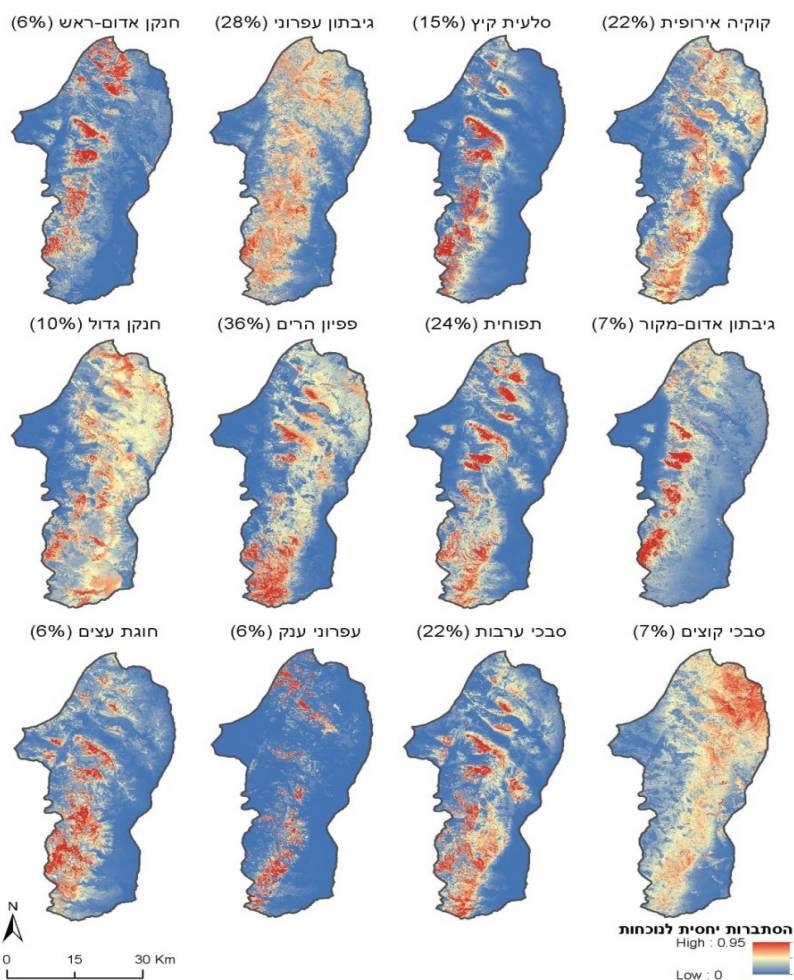 קוקיה אירופית (22%)
סלעית קיץ (15%)
גיבתון עפרוני (28%)
חנקן אדום-ראש (6%)
גיבתון אדום-מקור (7%)
תפוחית (24%)
פפיון הרים (36%)
חנקן גדול (10%)
סבכי קוצים (7%)
סבכי ערבות (22%)
עפרוני ענק (6%)
חוגת עצים (6%)
הסתברות יחסית לנוכחות
High : 0.95
Low : 0
N
0 15 30 Km